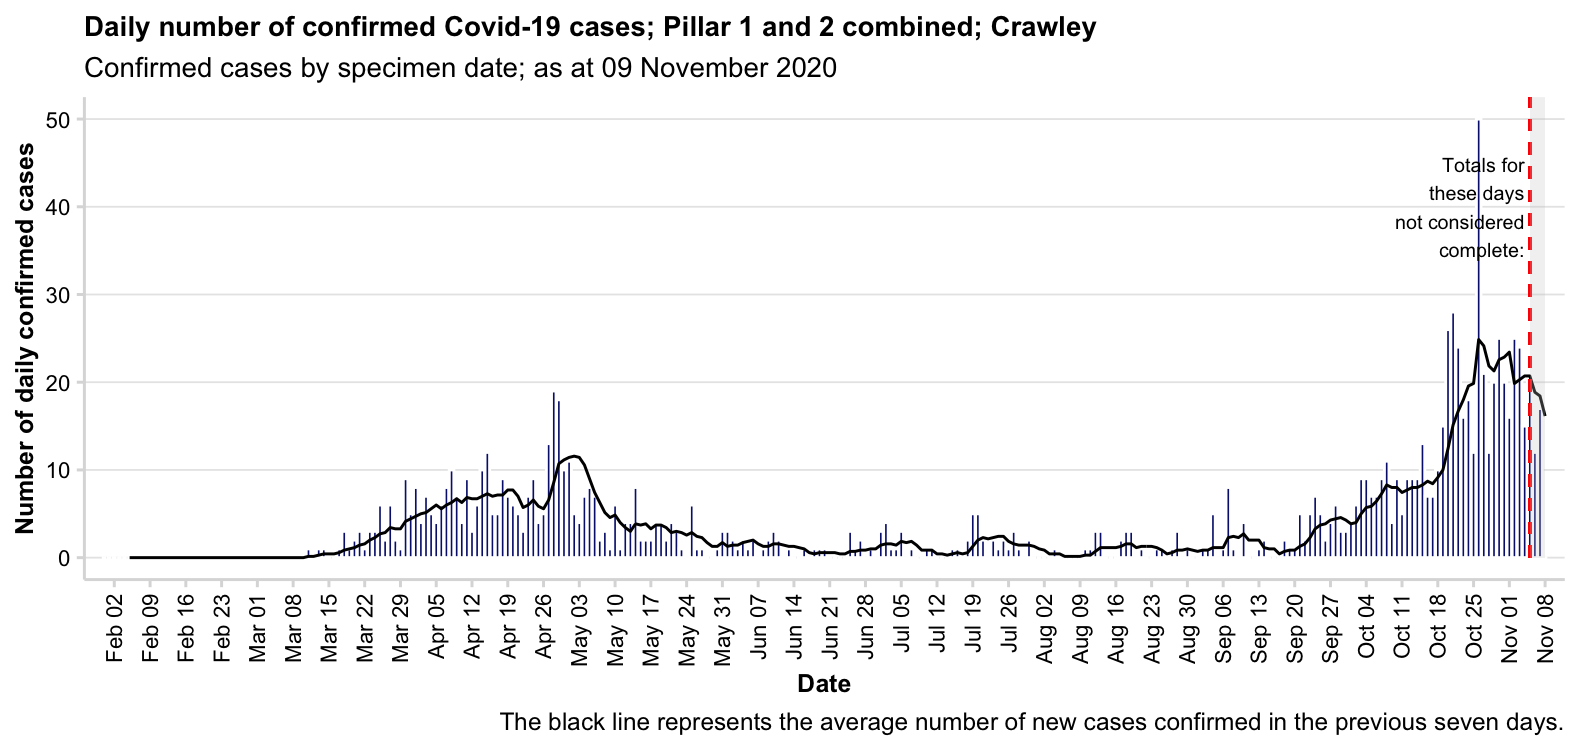 Daily number of confirmed Covid-19 cases; Pillar 1 and 2 combined; Crawley
Confirmed cases by specimen date; as at 09 November 2020
Number of daily confirmed cases
50
40
30
20
10
0
Totals for
these days
not considered
complete:
Feb 02
Feb 09
Feb 16
Feb 23
Mar 01
Mar 08
Mar 15
Mar 22
Mar 29
Apr 05
Apr 12
Apr 19
Apr 26
May 03
May 10
May 17
May 24
May 31
Jun 07
Jun 14
Jun 21
Jun 28
Jul 05
Jul 12
Jul 19
Jul 26
Aug 02
Aug 09
Aug 16
Aug 23
Aug 30
Sep 06
Sep 13
Sep 20
Sep 27
Oct 04
Oct 11
Oct 18
Oct 25
Nov 01
Nov 08
Date
The black line represents the average number of new cases confirmed in the previous seven days.